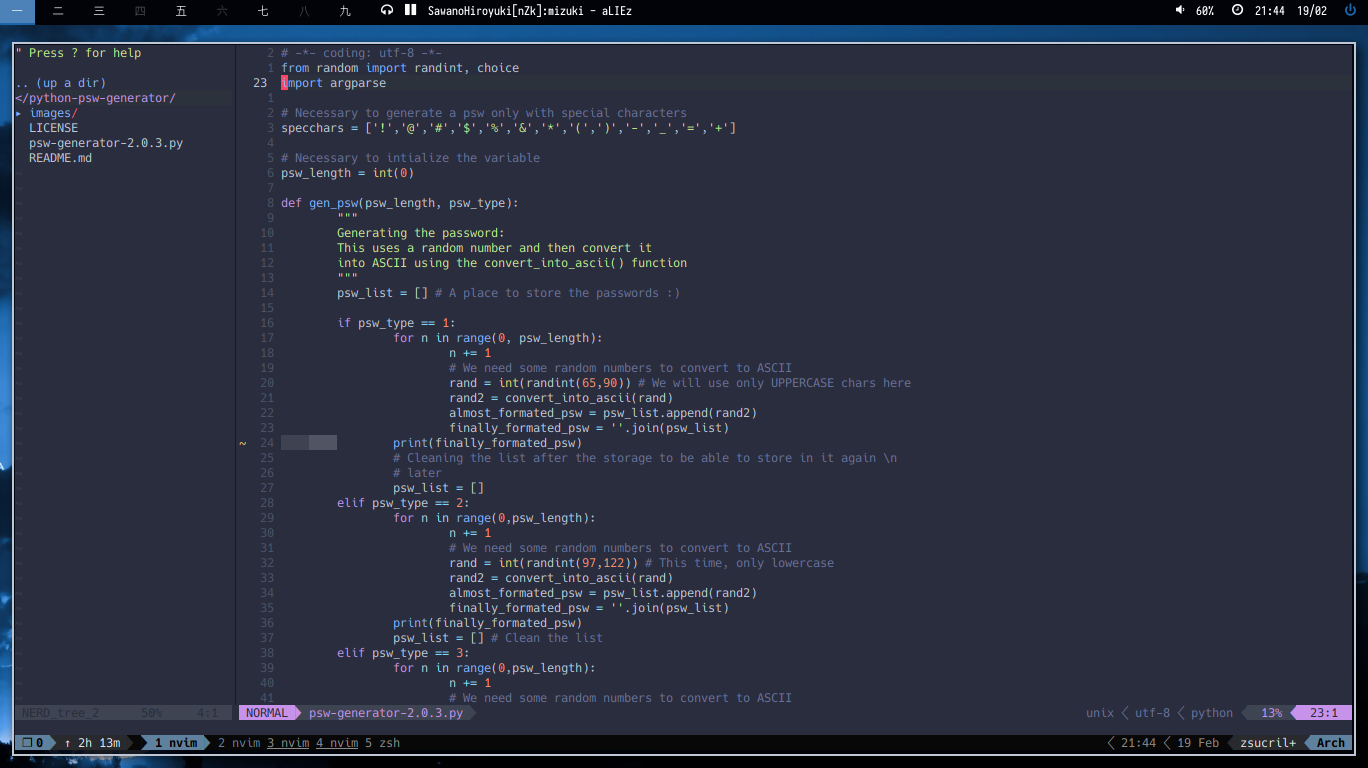 一 二 三 四 五 六 七 八 九 SawanoHiroyuki[nZk]:mizuki - aLIEz 60% 21:44 19/02
" Press ? for help
.. (up a dir)
</python-psw-generator/
▸ images/
LICENSE
psw-generator-2.0.3.py
README.md
2 # -*- coding: utf-8 -*-
1 from random import randint, choice
23 import argparse
1
2 # Necessary to generate a psw only with special characters
3 specchars = ['!','@','#','$','%','&','*','(',')','-','_','=','+']
4
5 # Necessary to intialize the variable
6 psw_length = int(0)
7
8 def gen_psw(psw_length, psw_type):
9 """
10 Generating the password:
11 This uses a random number and then convert it
12 into ASCII using the convert_into_ascii() function
13 """
14 psw_list = [] # A place to store the passwords :)
15
16 if psw_type == 1:
17 for n in range(0, psw_length):
18 n += 1
19 # We need some random numbers to convert to ASCII
20 rand = int(randint(65,90)) # We will use only UPPERCASE chars here
21 rand2 = convert_into_ascii(rand)
22 almost_formated_psw = psw_list.append(rand2)
23 finally_formated_psw = ''.join(psw_list)
~ 24 print(finally_formated_psw)
25 # Cleaning the list after the storage to be able to store in it again \n
26 # later
27 psw_list = []
28 elif psw_type == 2:
29 for n in range(0,psw_length):
30 n += 1
31 # We need some random numbers to convert to ASCII
32 rand = int(randint(97,122)) # This time, only lowercase
33 rand2 = convert_into_ascii(rand)
34 almost_formated_psw = psw_list.append(rand2)
35 finally_formated_psw = ''.join(psw_list)
36 print(finally_formated_psw)
37 psw_list = [] # Clean the list
38 elif psw_type == 3:
39 for n in range(0,psw_length):
40 n += 1
41 # We need some random numbers to convert to ASCII
NERD_tree_2 50% 4:1
NORMAL psw-generator-2.0.3.py unix utf-8 python 13% 23:1
❐ 0 ↑ 2h 13m 1 nvim 2 nvim 3 nvim 4 nvim 5 zsh 21:44 19 Feb zsucril+ Arch